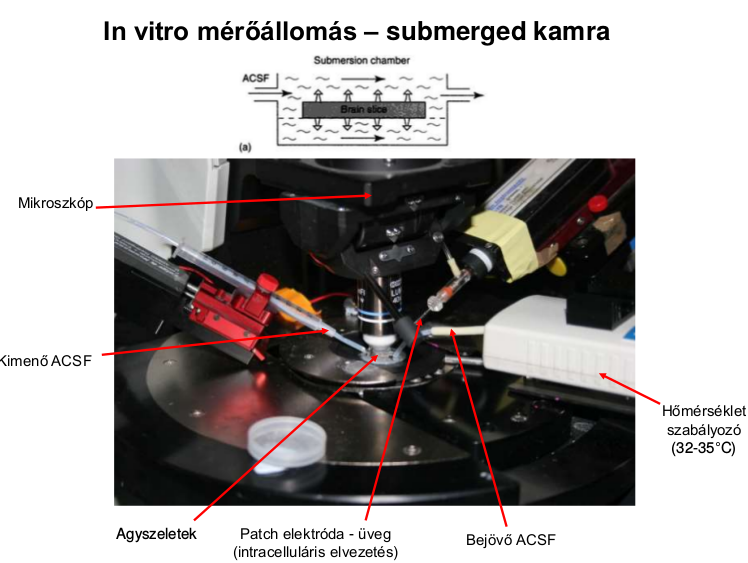 In vitro mérőállomás – submerged kamra
Submersion chamber
ACSF
Brain slice
(a)
Mikroszkóp
Kimenő ACSF
Hőmérséklet
szabályozó
(32-35°C)
Agyszeletek
Patch elektróda - üveg
(intracelluláris elvezetés)
Bejövő ACSF